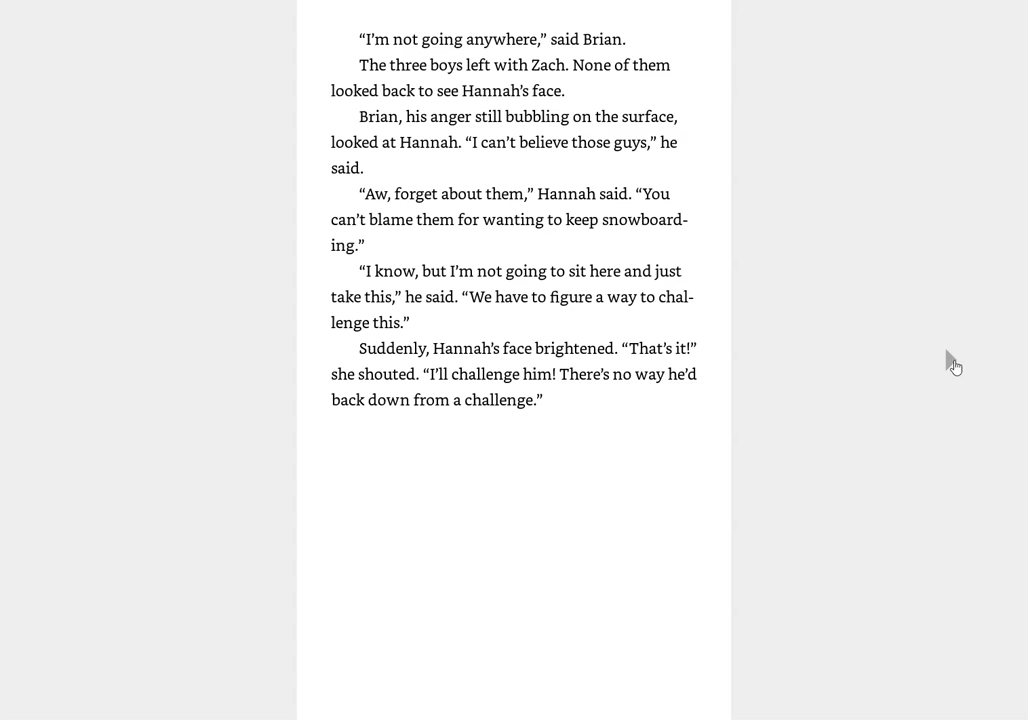 “I’m not going anywhere,” said Brian.
The three boys left with Zach. None of them
looked back to see Hannah’s face.
Brian, his anger still bubbling on the surface,
looked at Hannah. “I can’t believe those guys,” he
said.
“Aw, forget about them,” Hannah said. “You
can’t blame them for wanting to keep snowboard-
ing.”
“I know, but I’m not going to sit here and just
take this,” he said. “We have to figure a way to chal-
lenge this.”
Suddenly, Hannah’s face brightened. “That’s it!”
she shouted. “I’ll challenge him! There’s no way he’d
back down from a challenge.”